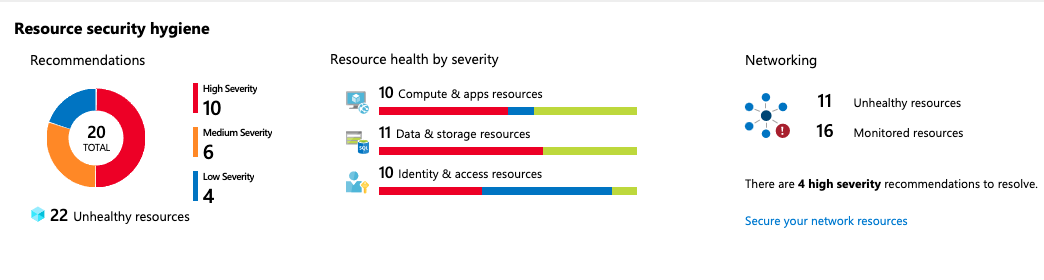 Resource security hygiene
Recommendations
20
TOTAL
High Severity
10
Medium Severity
6
Low Severity
4
22 Unhealthy resources
Resource health by severity
10 Compute & apps resources
11 Data & storage resources
SQL
10 Identity & access resources
Networking
11 Unhealthy resources
16 Monitored resources
There are 4 high severity recommendations to resolve.
Secure your network resources